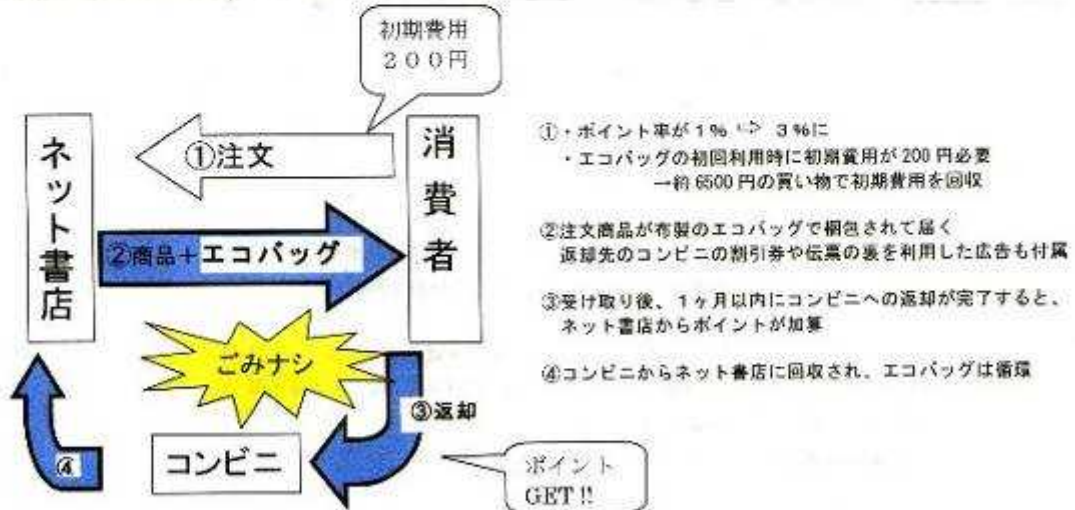 初期費用
２００円
ネット書店
①注文
消費者
②商品＋エコバッグ
ごみナシ
③返却
④
コンビニ
ポイント
GET !!
①・ポイント率が１％ ⇨ ３％に
・エコバッグの初回利用時に初期費用が 200 円必要
→約 6500 円の買い物で初期費用を回収
②注文商品が布製のエコバッグで梱包されて届く
返却先のコンビニの割引券や伝票の裏を利用した広告も付属
③受け取り後、１ヶ月以内にコンビニへの返却が完了すると、
ネット書店からポイントが加算
④コンビニからネット書店に回収され、エコバッグは循環